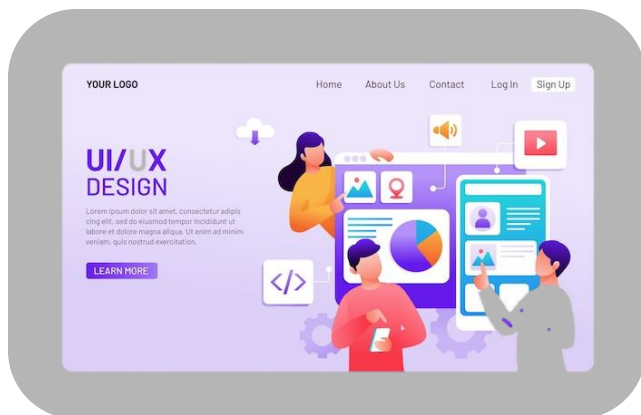 YOUR LOGO
Home About Us Contact Log In Sign Up
UI/UX
DESIGN
Lorem ipsum dolor sit amet, consectetur adipis
cing elit, sed do eiusmod tempor incididunt ut
labore et dolore magna aliqua. Ut enim ad minim
veniam, quis nostrud exercitation.
LEARN MORE
</>